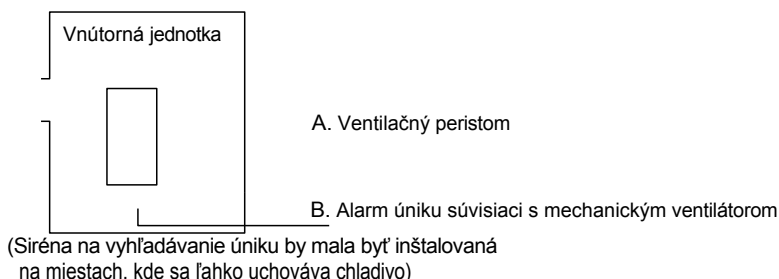 Vnútorná jednotka
A. Ventilačný peristom
B. Alarm úniku súvisiaci s mechanickým ventilátorom
(Siréna na vyhľadávanie úniku by mala byť inštalovaná
na miestach, kde sa ľahko uchováva chladivo)